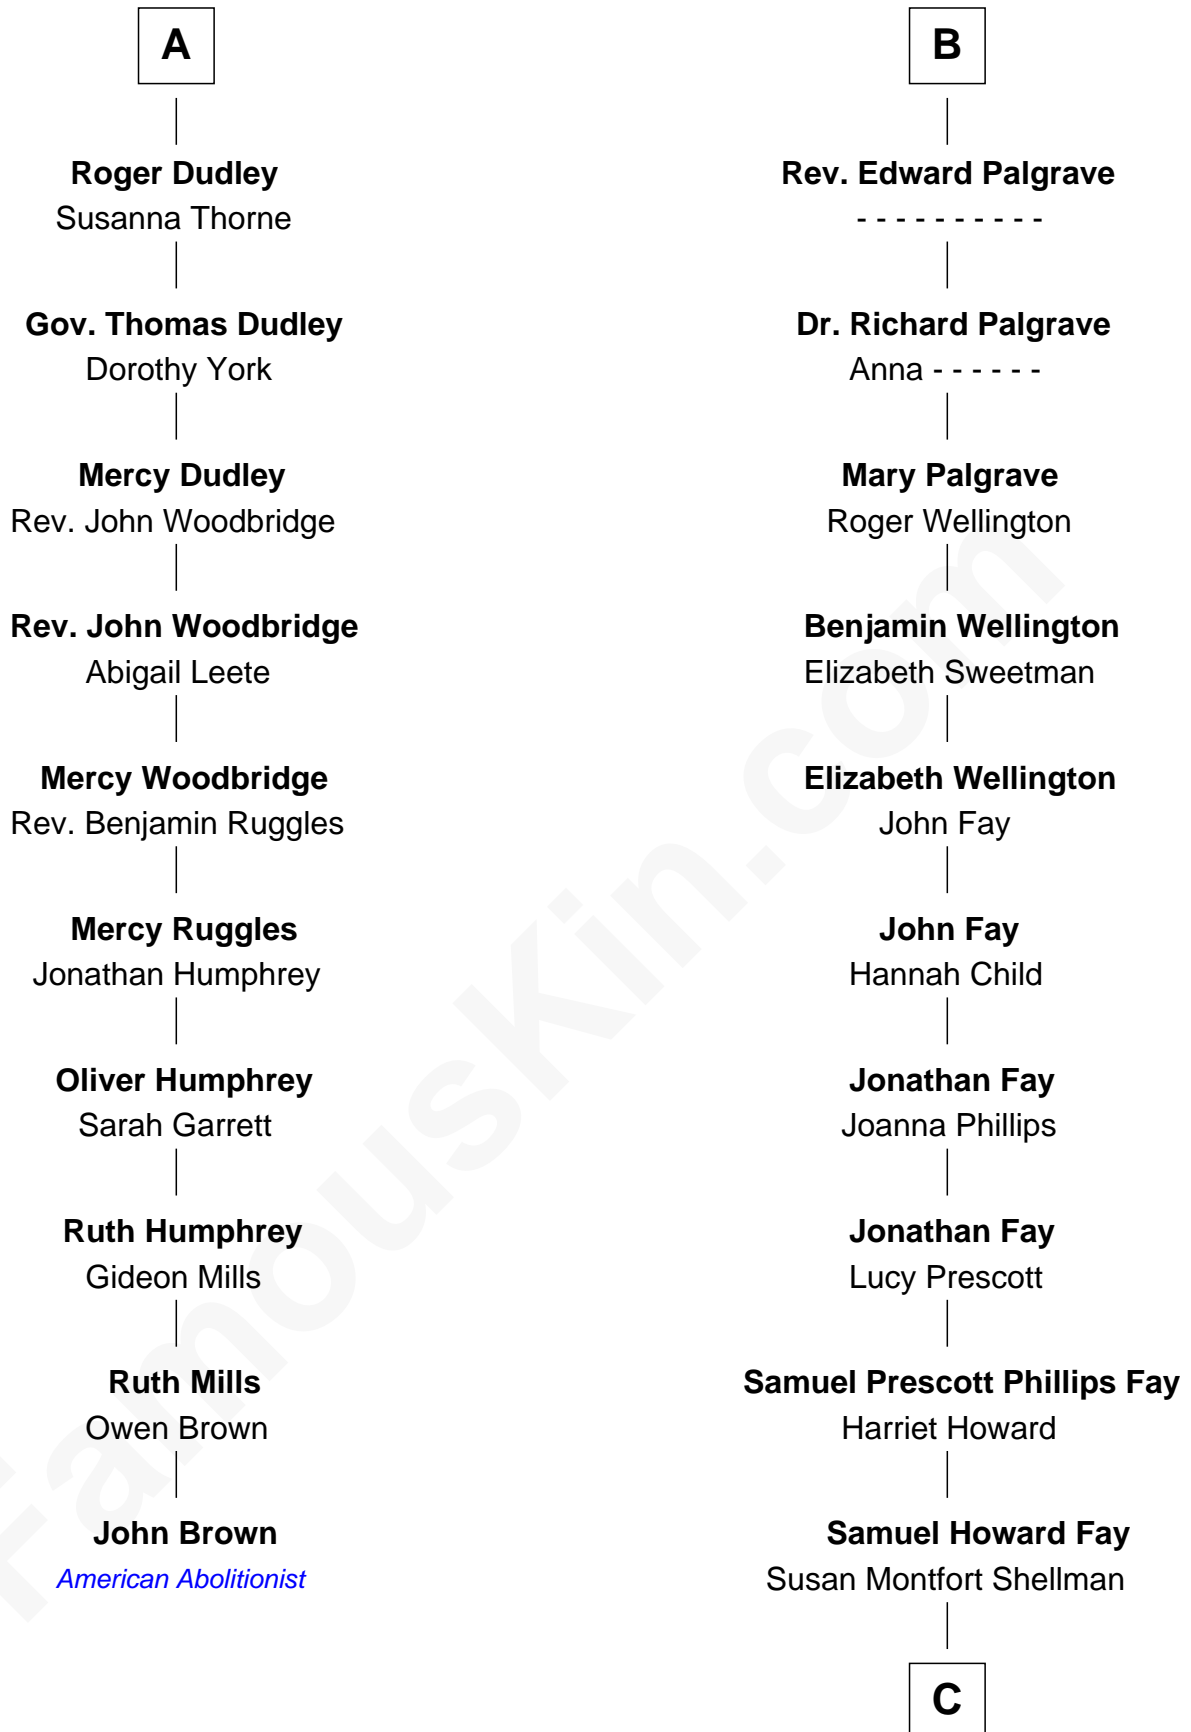 A
Roger Dudley
Susanna Thorne
Gov. Thomas Dudley
Dorothy York
Mercy Dudley
Rev. John Woodbridge
Rev. John Woodbridge
Abigail Leete
Mercy Woodbridge
Rev. Benjamin Ruggles
Mercy Ruggles
Jonathan Humphrey
Oliver Humphrey
Sarah Garrett
Ruth Humphrey
Gideon Mills
Ruth Mills
Owen Brown
John Brown
American Abolitionist
B
Rev. Edward Palgrave
- - - - - - - - - -
Dr. Richard Palgrave
Anna - - - - - -
Mary Palgrave
Roger Wellington
Benjamin Wellington
Elizabeth Sweetman
Elizabeth Wellington
John Fay
John Fay
Hannah Child
Jonathan Fay
Joanna Phillips
Jonathan Fay
Lucy Prescott
Samuel Prescott Phillips Fay
Harriet Howard
Samuel Howard Fay
Susan Montfort Shellman
C
FamousKin.com